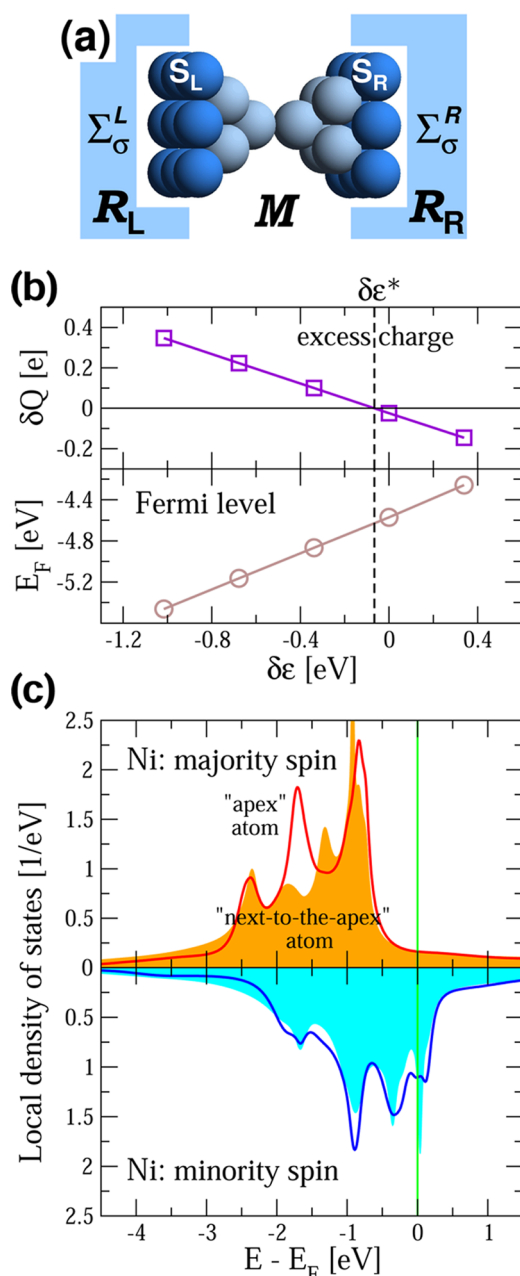 (a)
S_L S_R
Σ_σ^L Σ_σ^R
R_L M R_R
(b)
δε*
excess charge
δQ [e]
0.4
0.2
0
-0.2
Fermi level
E_F [eV]
-4.4
-4.8
-5.2
-1.2 -0.8 -0.4 0 0.4
δε [eV]
(c)
Ni: majority spin
"apex"
atom
"next-to-the-apex"
atom
Ni: minority spin
Local density of states [1/eV]
2.5
2
1.5
1
0.5
0
0.5
1
1.5
2
2.5
-4 -3 -2 -1 0 1
E - E_F [eV]